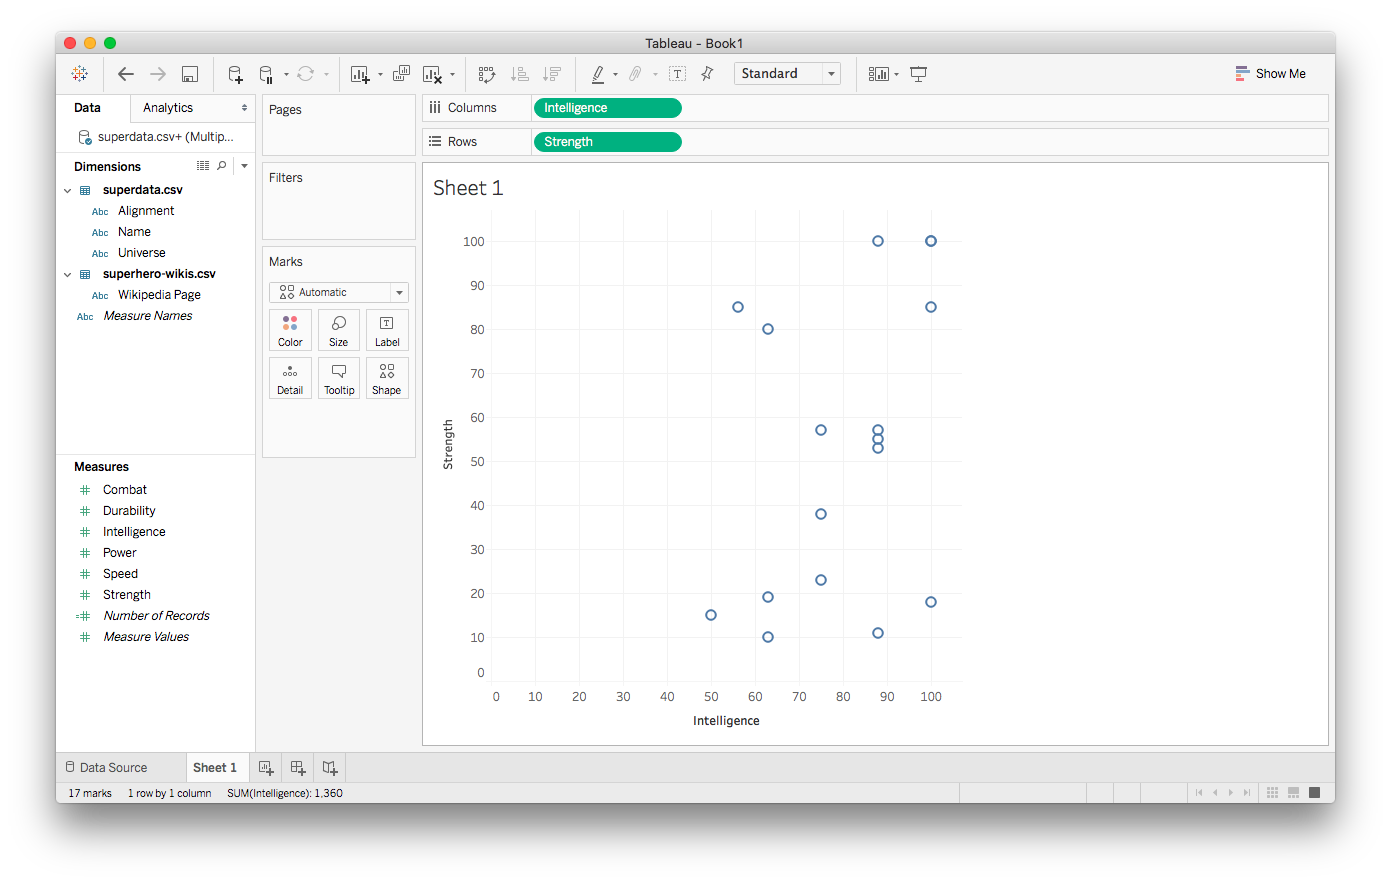 Tableau - Book1
Standard
Show Me
Data
Analytics
superdata.csv+ (Multip...
Dimensions
superdata.csv
Abc Alignment
Abc Name
Abc Universe
superhero-wikis.csv
Abc Wikipedia Page
Abc Measure Names
Measures
Combat
Durability
Intelligence
Power
Speed
Strength
Number of Records
Measure Values
Pages
Filters
Marks
Automatic
Color Size Label
Detail Tooltip Shape
Columns Intelligence
Rows Strength
Sheet 1
100
90
80
70
60
50
40
30
20
10
0
Strength
0 10 20 30 40 50 60 70 80 90 100
Intelligence
Data Source Sheet 1
17 marks 1 row by 1 column SUM(Intelligence): 1,360